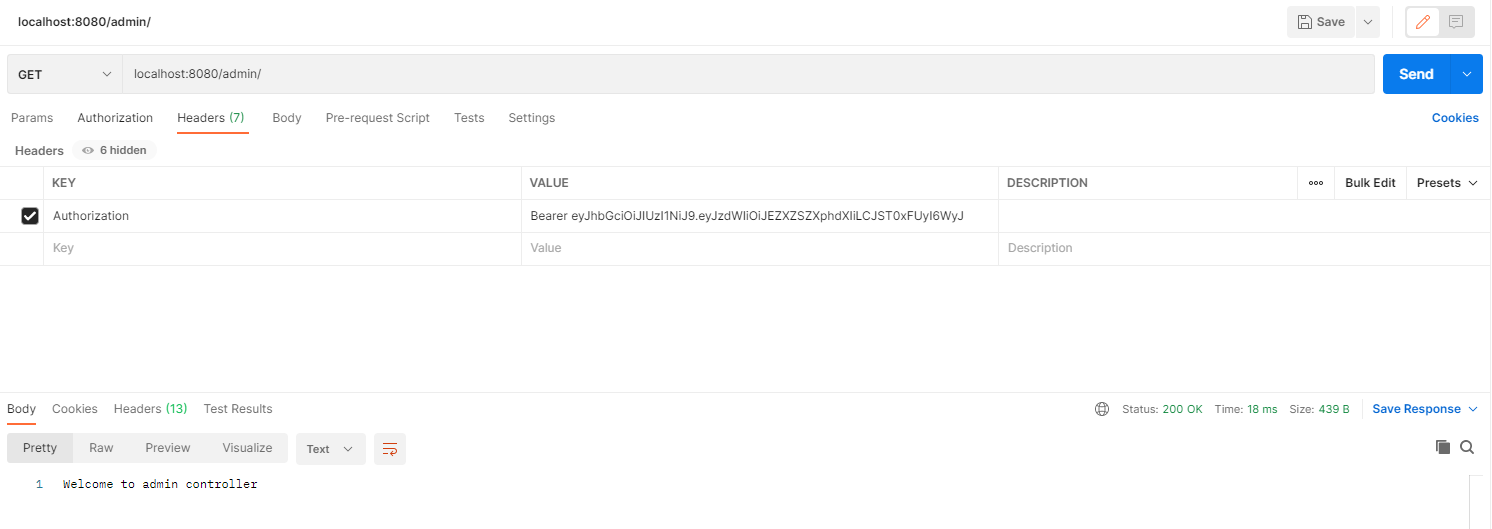 localhost:8080/admin/
Save
GET localhost:8080/admin/ Send
Params Authorization Headers (7) Body Pre-request Script Tests Settings Cookies
Headers 6 hidden
KEY VALUE DESCRIPTION Bulk Edit Presets
Authorization Bearer eyJhbGciOiJIUzI1NiJ9.eyJzdWIiOiJEZXZSZXphdXIiLCJST0xFUyI6WyJ
Key Value Description
Body Cookies Headers (13) Test Results Status: 200 OK Time: 18 ms Size: 439 B Save Response
Pretty Raw Preview Visualize Text
1 Welcome to admin controller